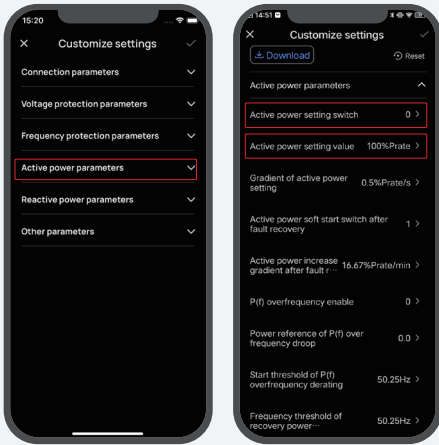 15:20
Customize settings
Connection parameters
Voltage protection parameters
Frequency protection parameters
Active power parameters
Reactive power parameters
Other parameters
14:51
Customize settings
Download
Reset
Active power parameters
Active power setting switch 0
Active power setting value 100%Prate
Gradient of active power
setting
0.5%Prate/s
Active power soft start switch after
fault recovery
1
Active power increase
gradient after fault r···
16.67%Prate/min
P(f) overfrequency enable 0
Power reference of P(f) over
frequency droop
0.0
Start threshold of P(f)
overfrequency derating
50.25Hz
Frequency threshold of
recovery power···
50.25Hz